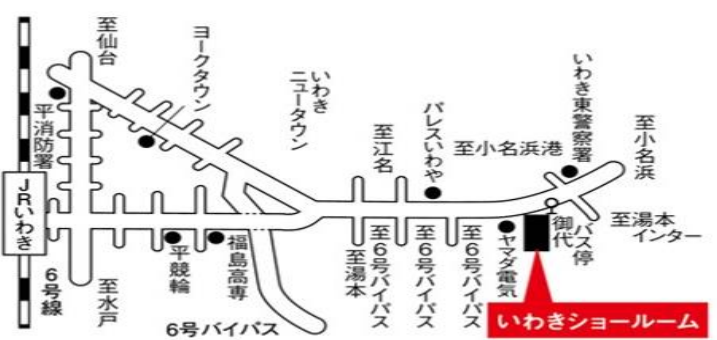 至仙台
ヨークタウン
いわき
ニュータウン
平消防署
JRいわき
6号線
至水戸
平競輪
福島高専
6号バイパス
至江名
パレスいわや
至小名浜港
いわき東警察署
至小名浜
至湯本
至6号バイパス
至6号バイパス
至6号バイパス
ヤマダ電気
御代
バス停
至湯本
インター
いわきショールーム